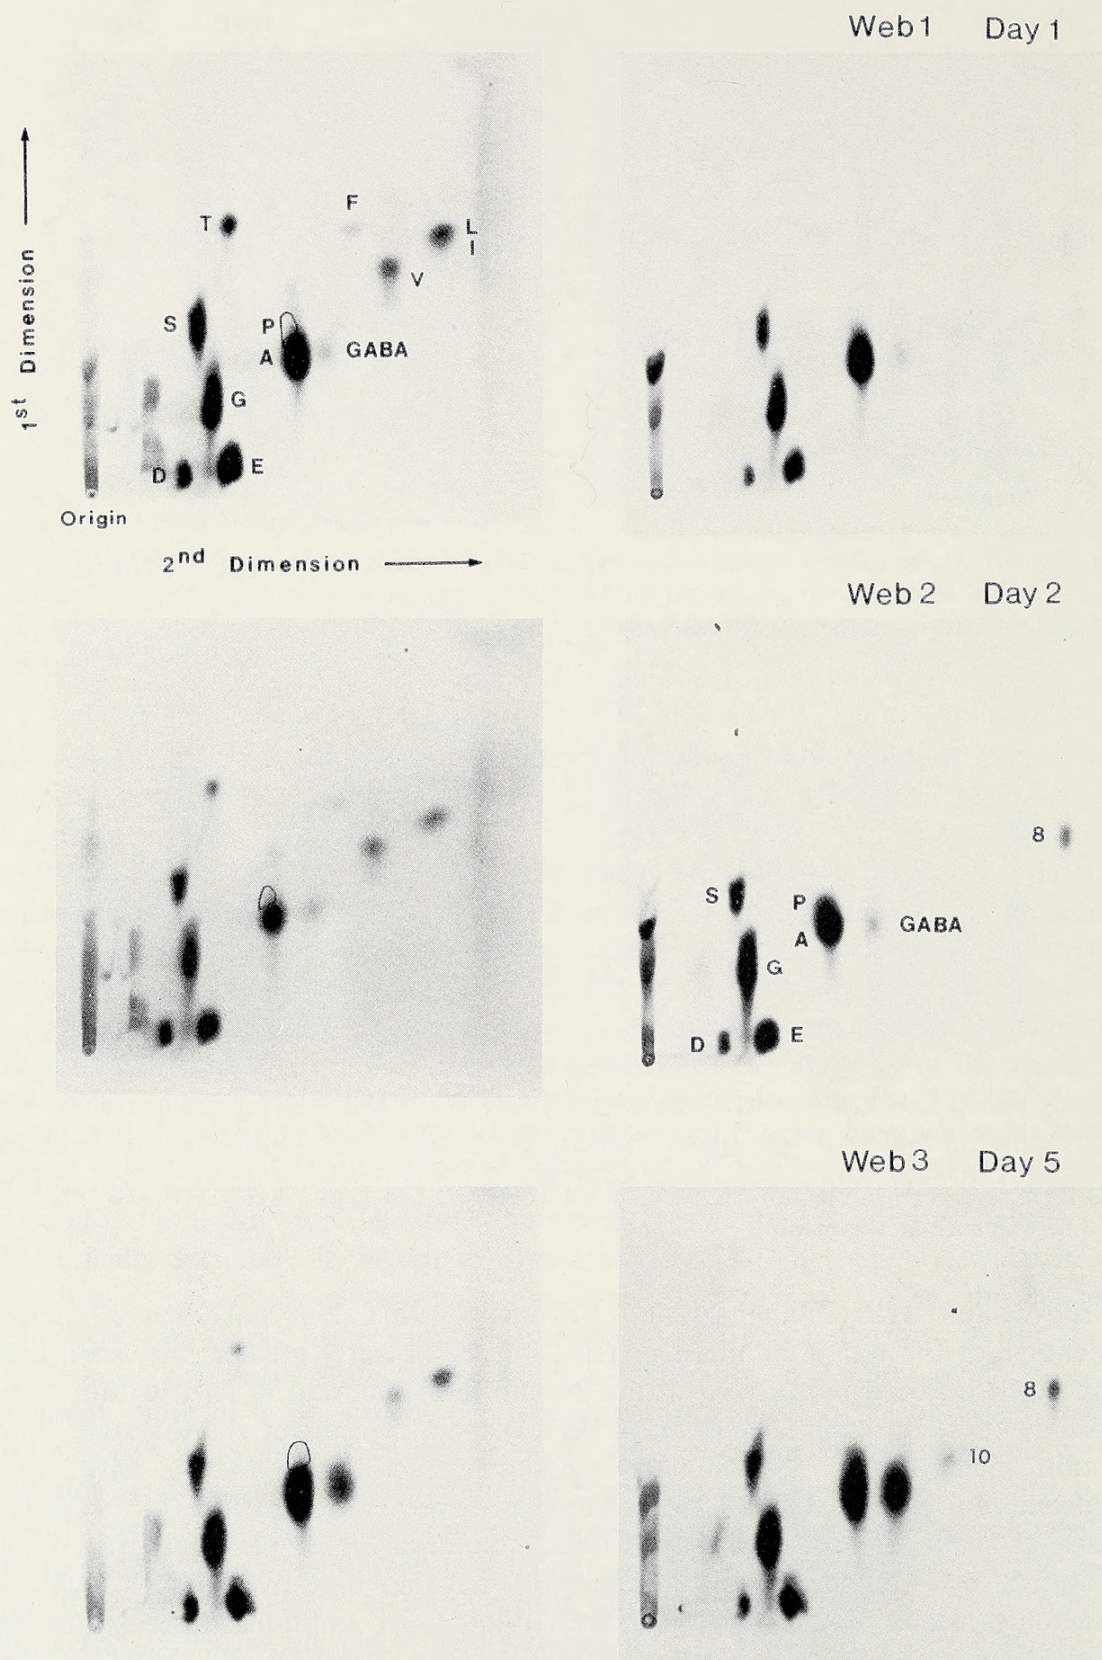 Web 1 Day 1
1st Dimension
T
F
L
I
V
S
P
A
GABA
G
D
E
Origin
2nd Dimension
Web 2 Day 2
8
S
P
A
GABA
G
D
E
Web 3 Day 5
8
10